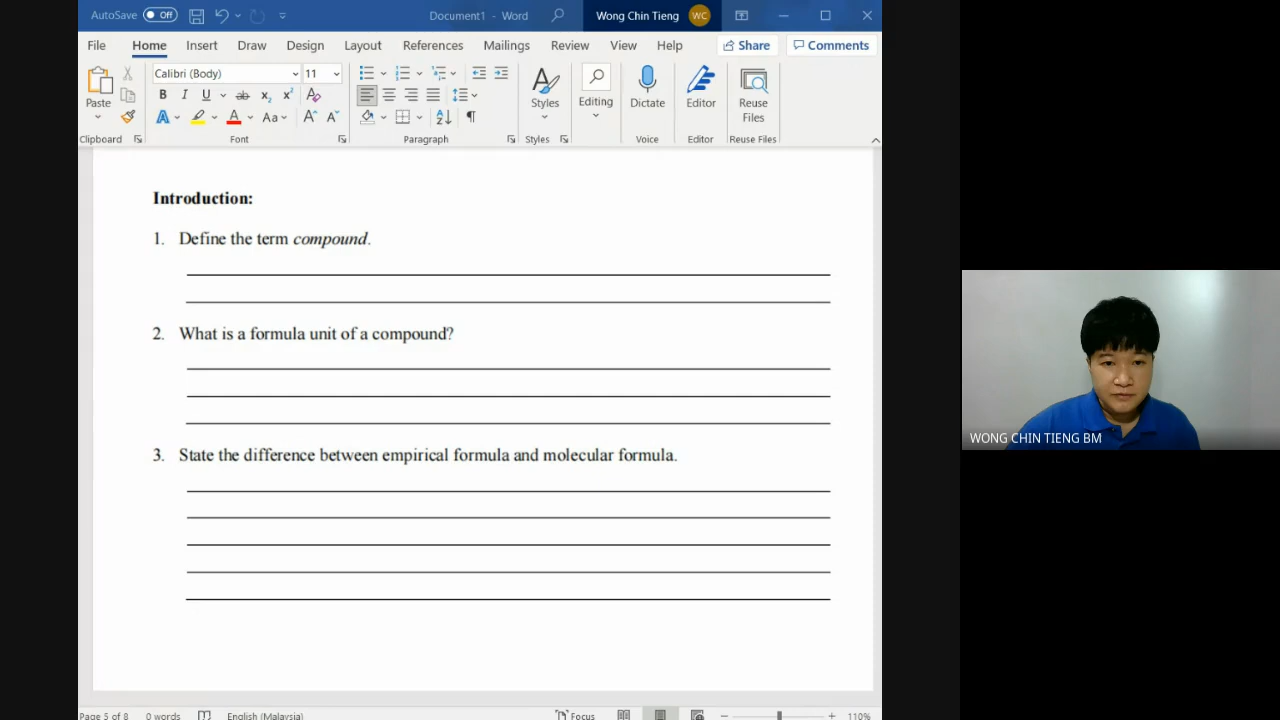 AutoSave Off Document1 - Word Wong Chin Tieng WC
File Home Insert Draw Design Layout References Mailings Review View Help Share Comments
Calibri (Body) 11
Paste
B I U ab x₂ x² A
A A Aa A A
Styles Editing Dictate Editor Reuse Files
Clipboard Font Paragraph Styles Voice Editor Reuse Files
Introduction:
1. Define the term compound.
2. What is a formula unit of a compound?
3. State the difference between empirical formula and molecular formula.
WONG CHIN TIENG BM
Page 5 of 8 0 words English (Malaysia) Focus 110%